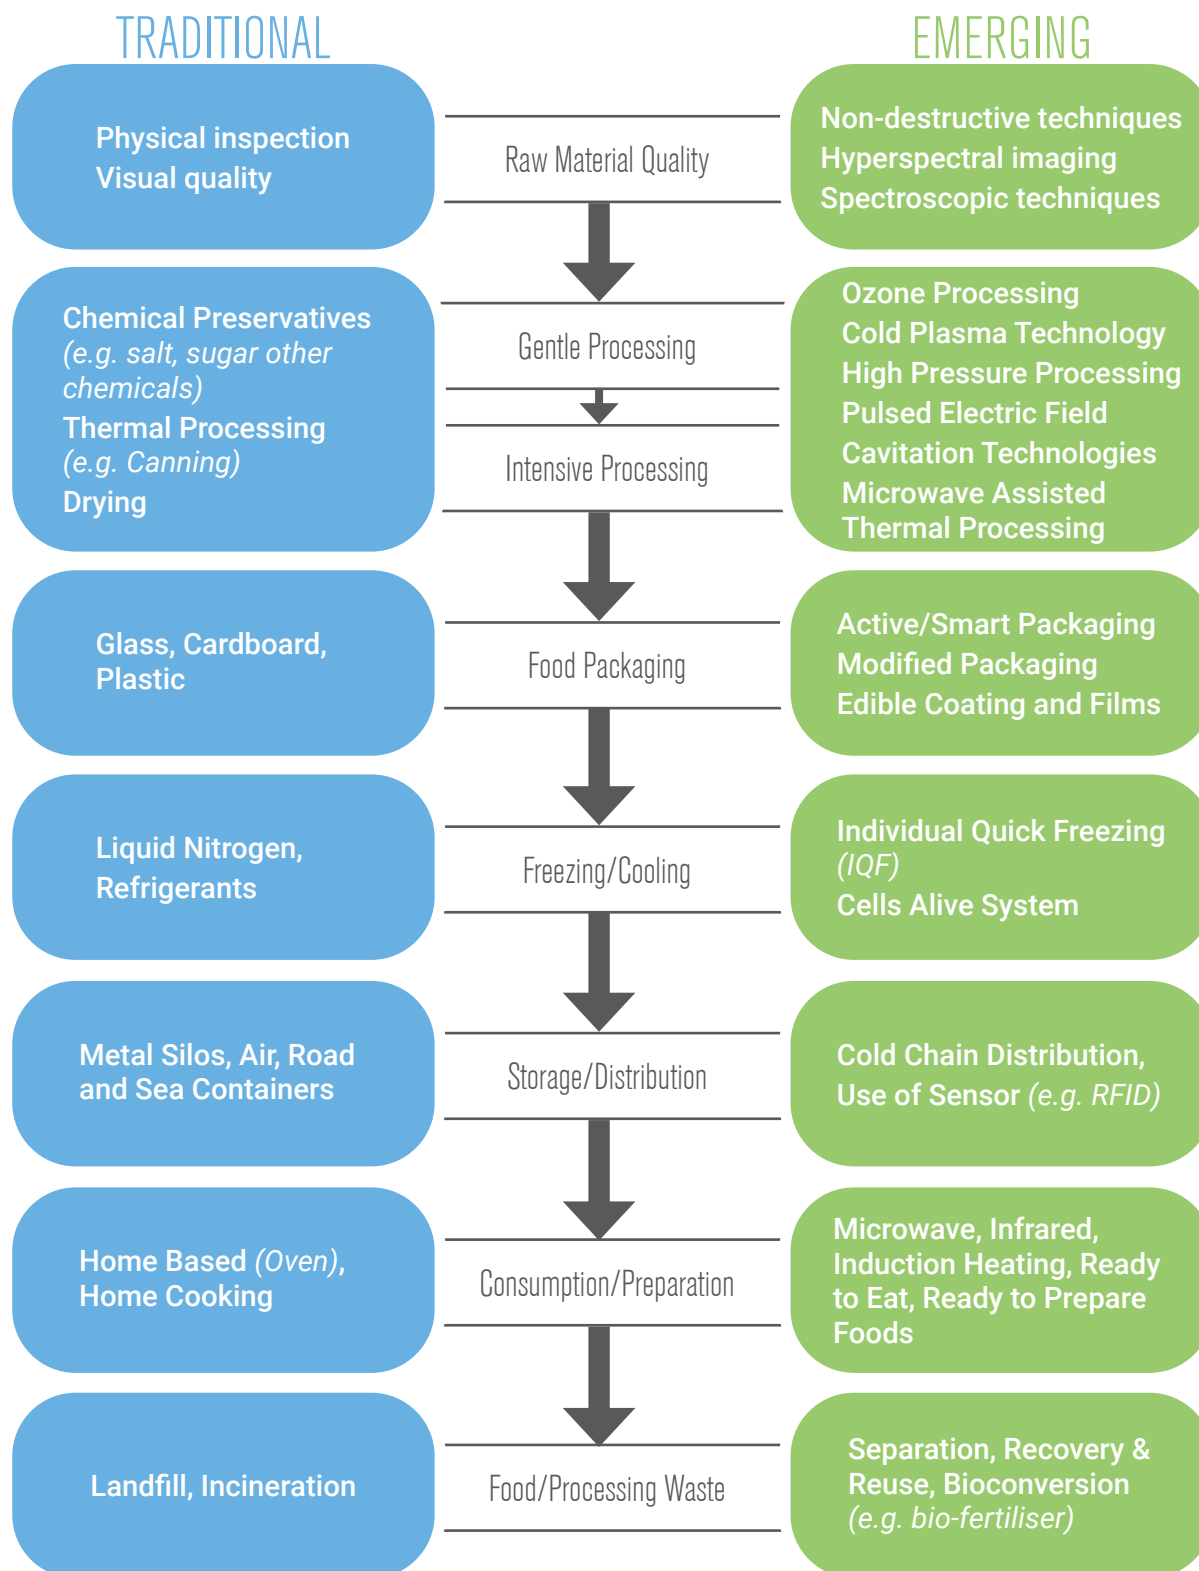 TRADITIONAL
EMERGING
Physical inspection
Visual quality
Raw Material Quality
Non-destructive techniques
Hyperspectral imaging
Spectroscopic techniques
Chemical Preservatives
(e.g. salt, sugar other
chemicals)
Thermal Processing
(e.g. Canning)
Drying
Gentle Processing
Intensive Processing
Ozone Processing
Cold Plasma Technology
High Pressure Processing
Pulsed Electric Field
Cavitation Technologies
Microwave Assisted
Thermal Processing
Glass, Cardboard,
Plastic
Food Packaging
Active/Smart Packaging
Modified Packaging
Edible Coating and Films
Liquid Nitrogen,
Refrigerants
Freezing/Cooling
Individual Quick Freezing
(IQF)
Cells Alive System
Metal Silos, Air, Road
and Sea Containers
Storage/Distribution
Cold Chain Distribution,
Use of Sensor (e.g. RFID)
Home Based (Oven),
Home Cooking
Consumption/Preparation
Microwave, Infrared,
Induction Heating, Ready
to Eat, Ready to Prepare
Foods
Landfill, Incineration
Food/Processing Waste
Separation, Recovery &
Reuse, Bioconversion
(e.g. bio-fertiliser)